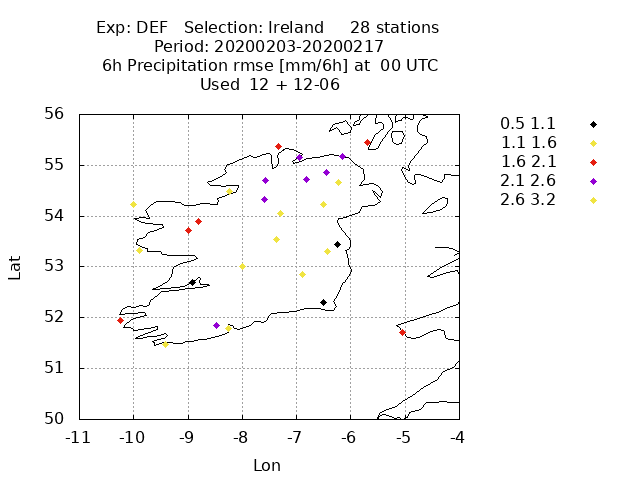 Exp: DEF Selection: Ireland 28 stations
Period: 20200203-20200217
6h Precipitation rmse [mm/6h] at 00 UTC
Used 12 + 12-06
0.5 1.1
1.1 1.6
1.6 2.1
2.1 2.6
2.6 3.2
56
55
54
53
52
51
50
Lat
-11 -10 -9 -8 -7 -6 -5 -4
Lon